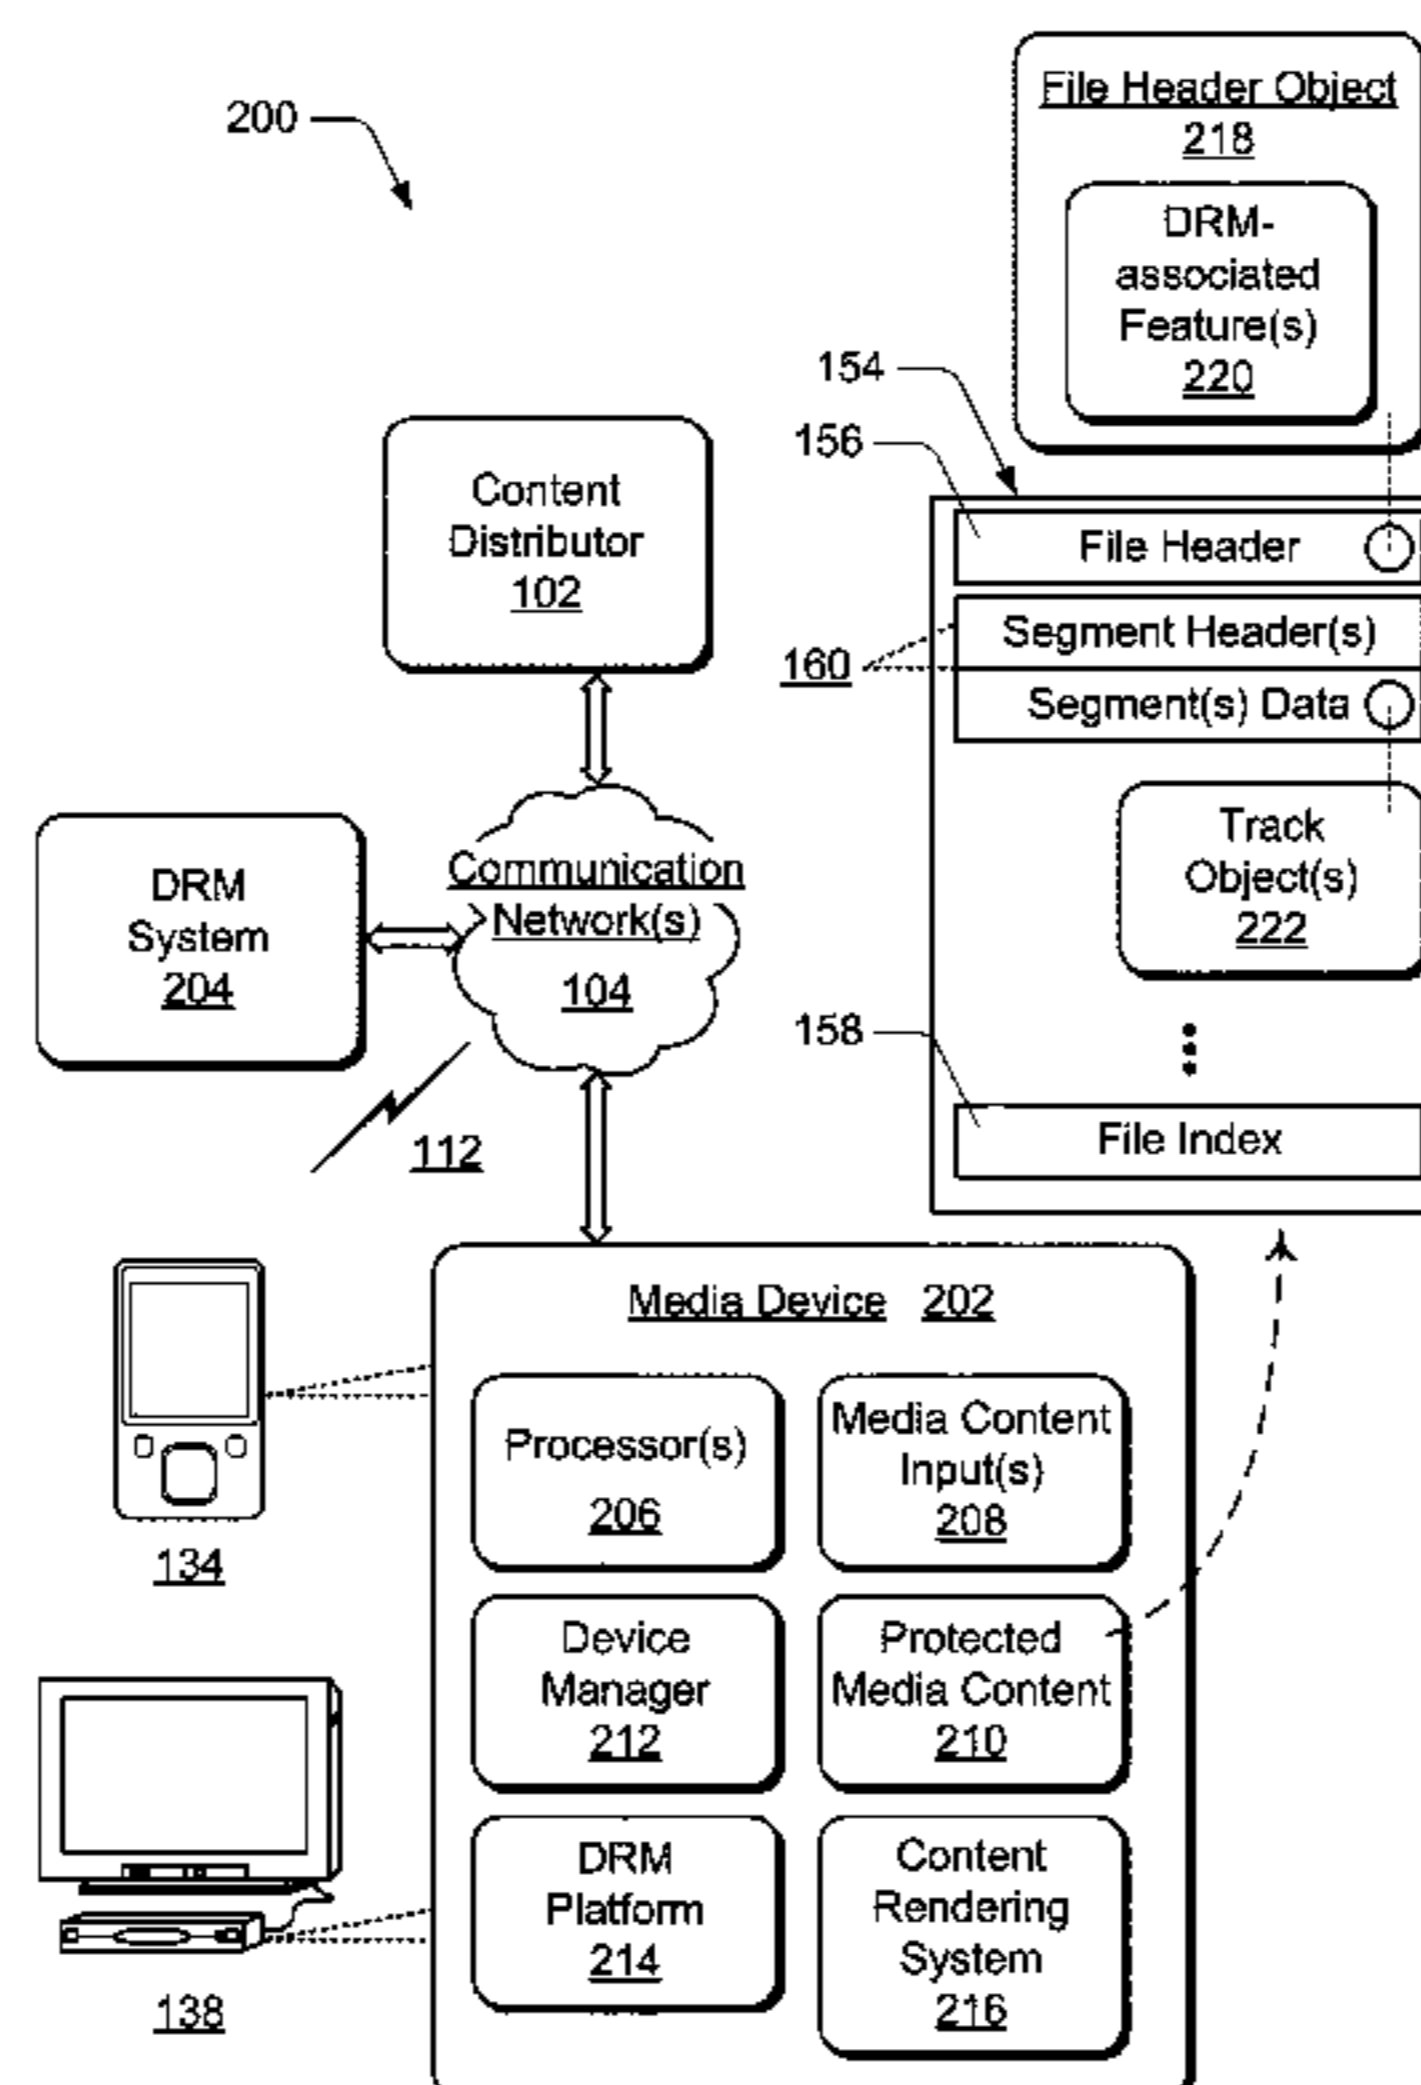 200
File Header Object
218
DRM-
associated
Feature(s)
220
154
156
Content
Distributor
102
File Header
Segment Header(s)
160
Segment(s) Data
Communication
Network(s)
104
DRM
System
204
Track
Object(s)
222
158
112
File Index
Media Device 202
Processor(s)
206
Media Content
Input(s)
208
134
Device
Manager
212
Protected
Media Content
210
DRM
Platform
214
Content
Rendering
System
216
138